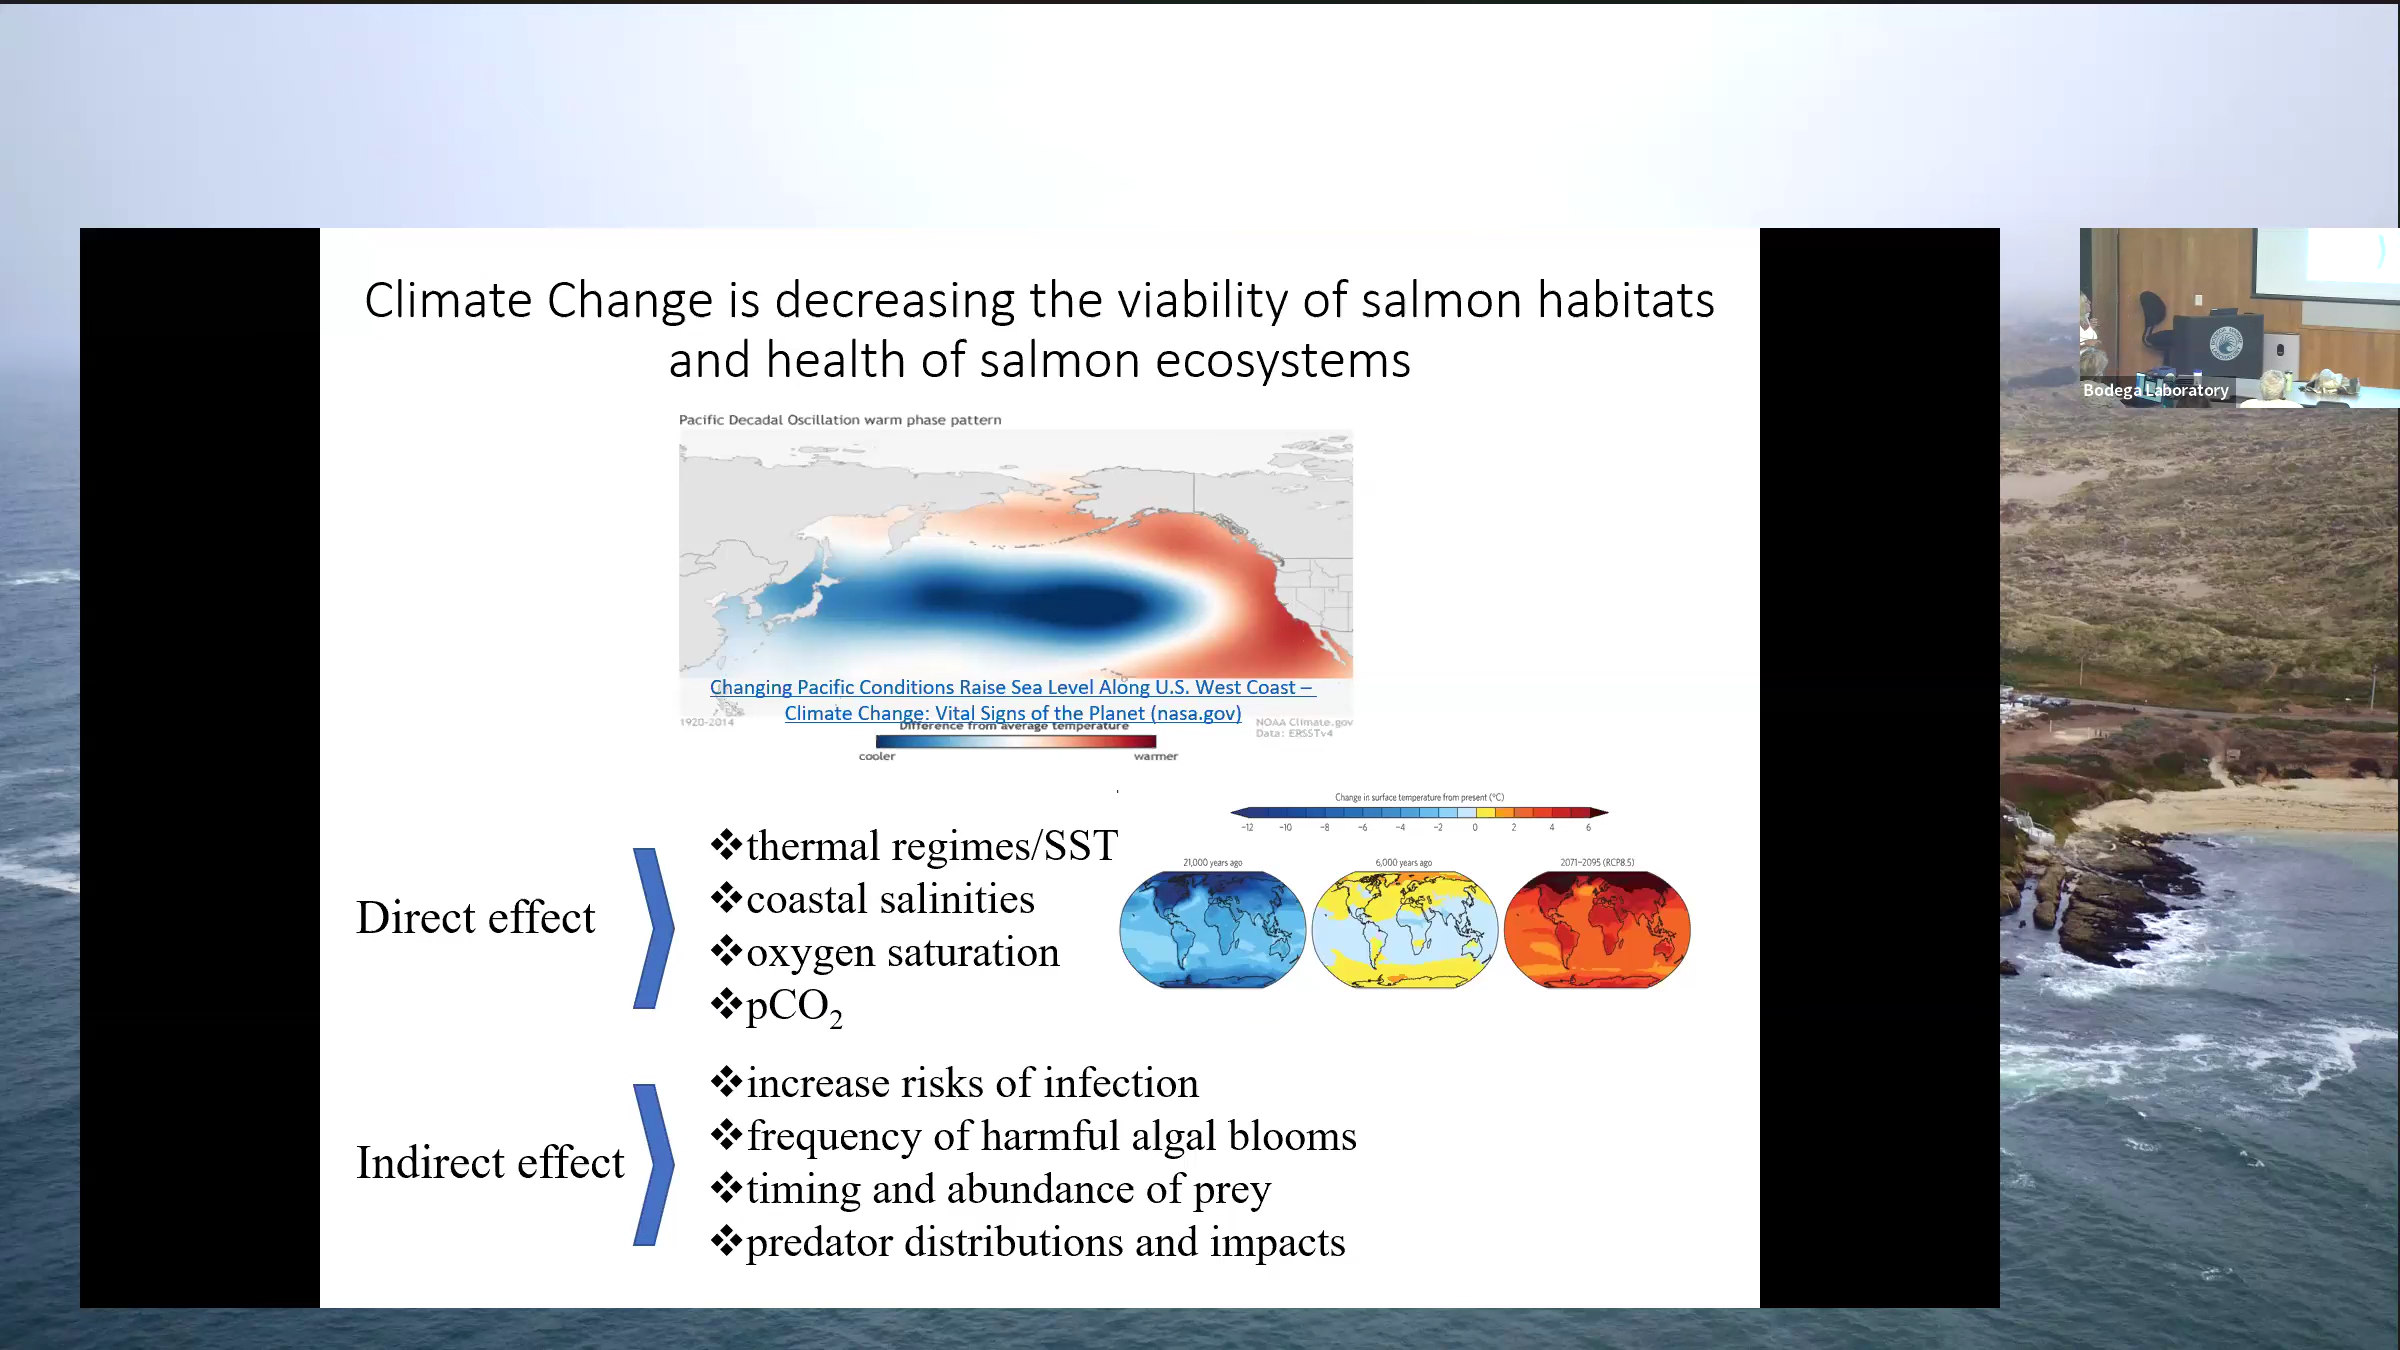 Climate Change is decreasing the viability of salmon habitats
and health of salmon ecosystems
Pacific Decadal Oscillation warm phase pattern
Changing Pacific Conditions Raise Sea Level Along U.S. West Coast –
Climate Change: Vital Signs of the Planet (nasa.gov)
1920-2014
Difference from average temperature
NOAA Climate.gov
Data: ERSSTv4
cooler
warmer
Change in surface temperature from present (°C)
−12 −10 −8 −6 −4 −2 0 2 4 6
21,000 years ago
6,000 years ago
2071–2095 (RCP8.5)
Direct effect
❖thermal regimes/SST
❖coastal salinities
❖oxygen saturation
❖pCO₂
Indirect effect
❖increase risks of infection
❖frequency of harmful algal blooms
❖timing and abundance of prey
❖predator distributions and impacts
Bodega Laboratory